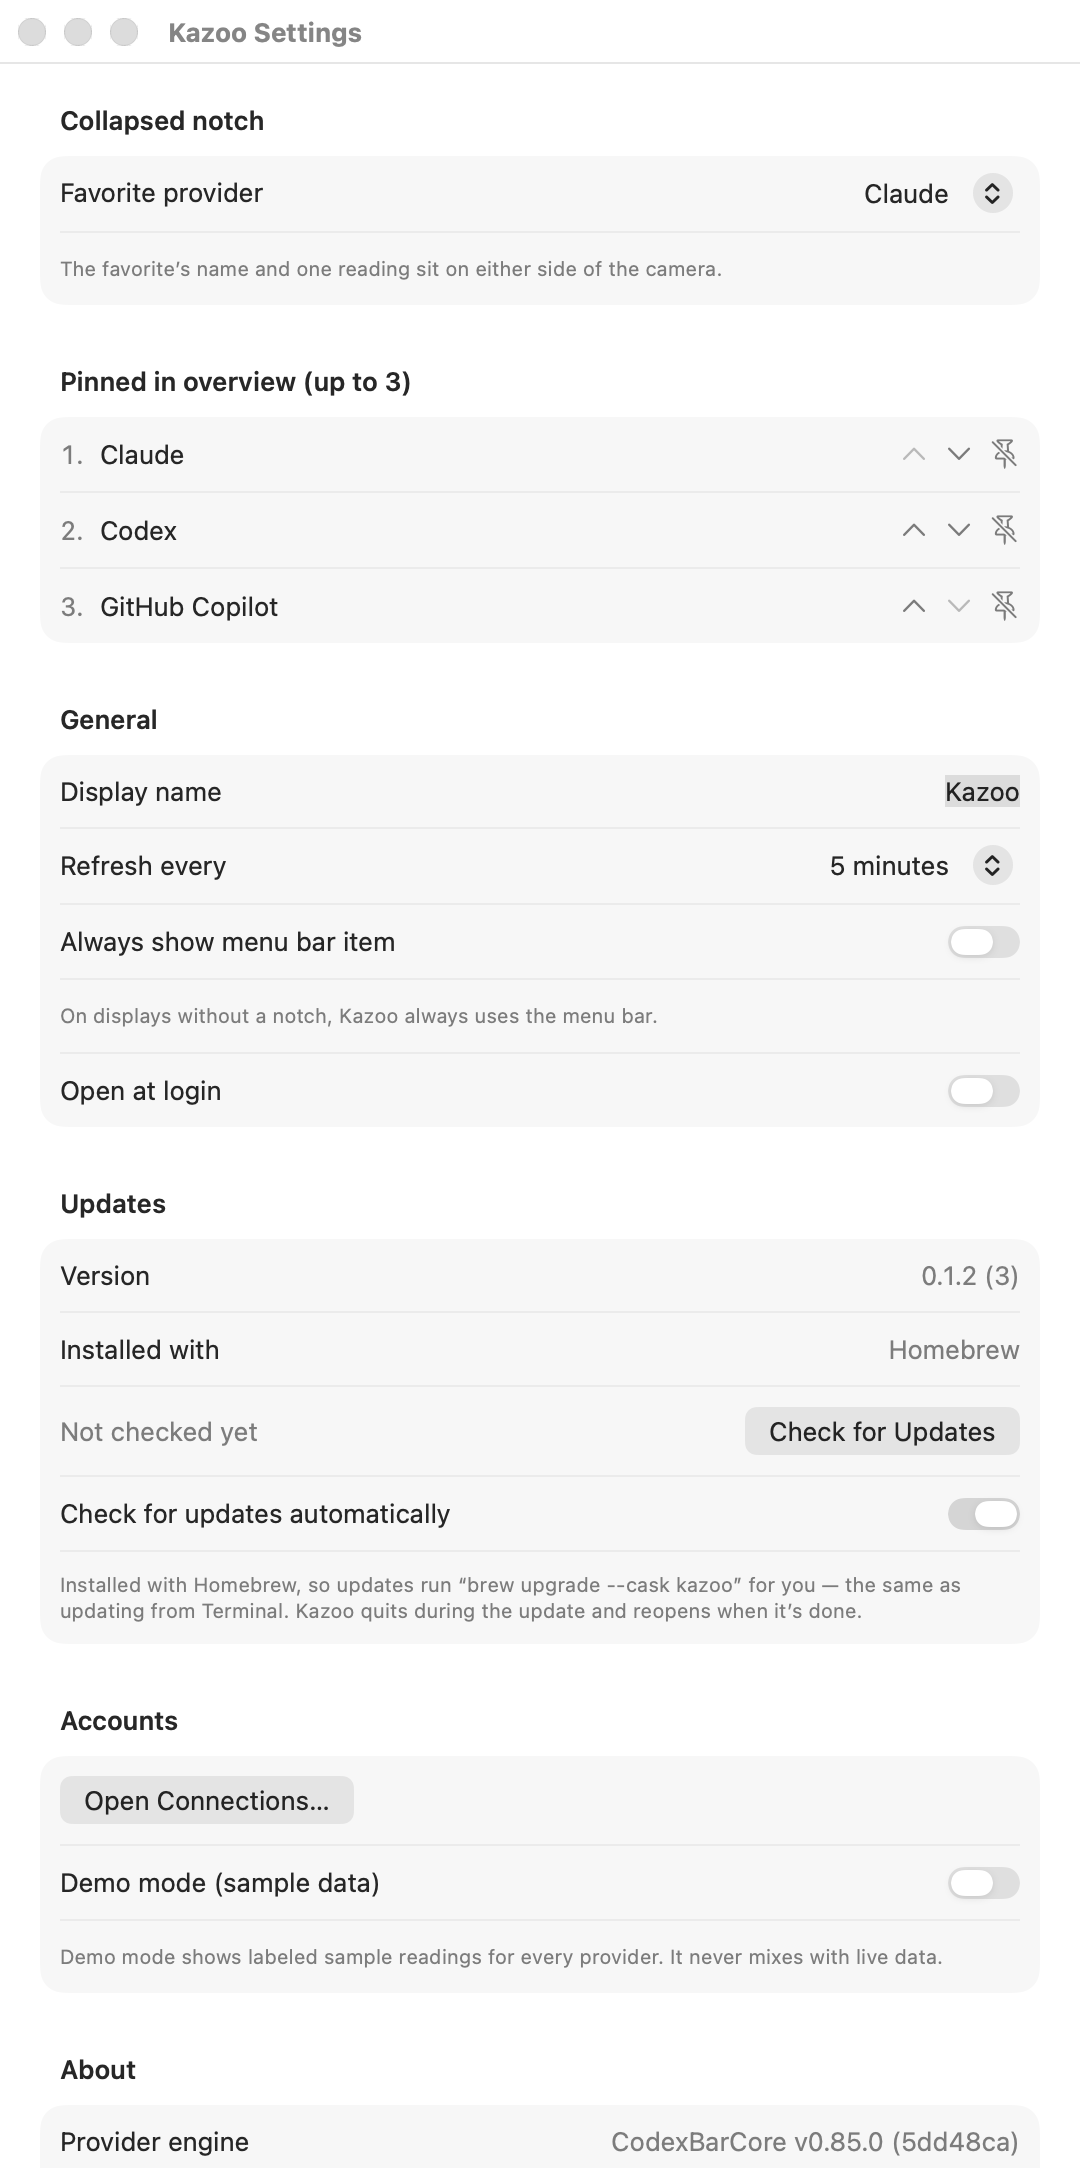 Kazoo Settings
Collapsed notch
Favorite provider Claude
The favorite’s name and one reading sit on either side of the camera.
Pinned in overview (up to 3)
1. Claude
2. Codex
3. GitHub Copilot
General
Display name Kazoo
Refresh every 5 minutes
Always show menu bar item
On displays without a notch, Kazoo always uses the menu bar.
Open at login
Updates
Version 0.1.2 (3)
Installed with Homebrew
Not checked yet Check for Updates
Check for updates automatically
Installed with Homebrew, so updates run “brew upgrade --cask kazoo” for you — the same as
updating from Terminal. Kazoo quits during the update and reopens when it’s done.
Accounts
Open Connections...
Demo mode (sample data)
Demo mode shows labeled sample readings for every provider. It never mixes with live data.
About
Provider engine CodexBarCore v0.85.0 (5dd48ca)